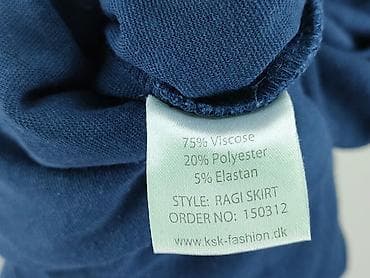 75% Viscose
20% Polyester
5% Elastan
STYLE: RAGI SKIRT
ORDER NO: 150312
www.ksk-fashion.dk